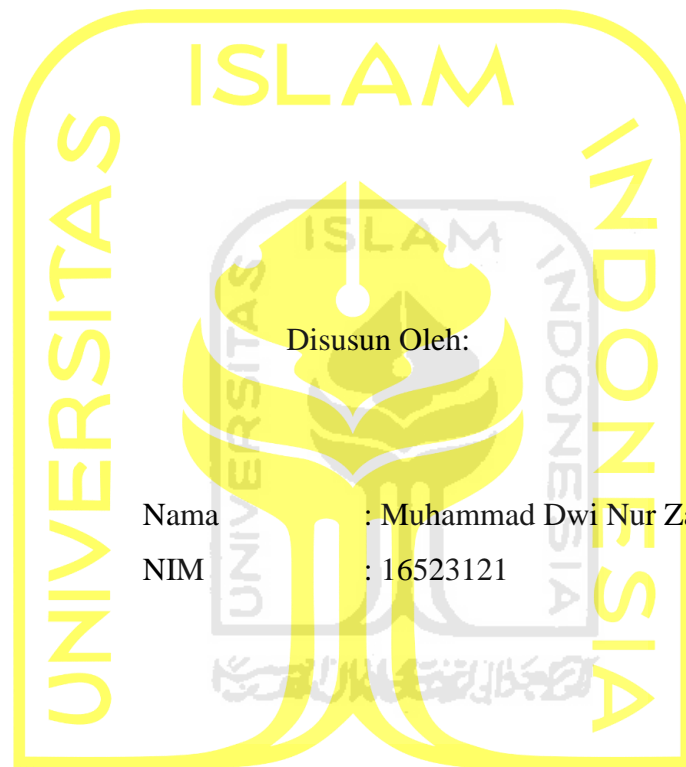 UNIVERSITAS ISLAM INDONESIA
UNIVERSITAS ISLAM INDONESIA
Disusun Oleh:
Nama : Muhammad Dwi Nur
NIM : 16523121